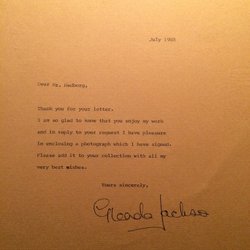 July 1983
Dear Mr. Hedborg,
Thank you for your letter.
I am so glad to know that you enjoy my work
and in reply to your request I have pleasure
in enclosing a photograph which I have signed.
Please add it to your collection with all my
very best wishes.
Yours sincerely,
Glenda Jackson